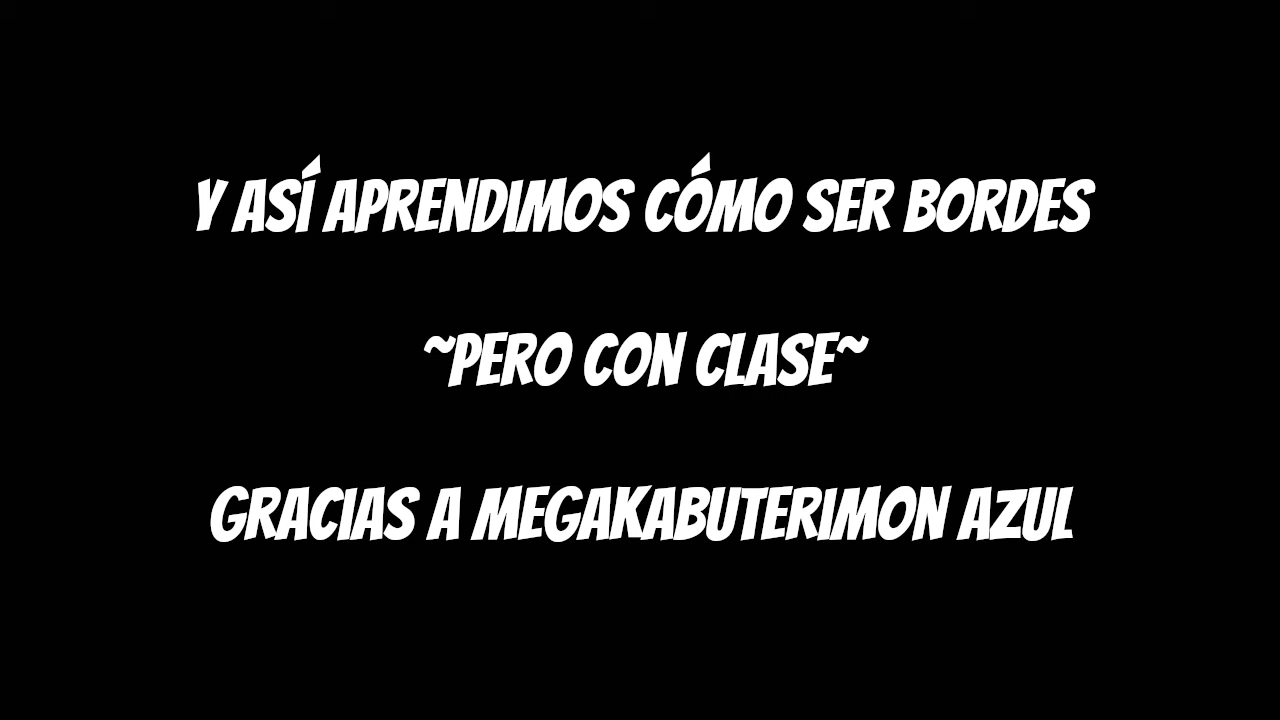 Y ASÍ APRENDIMOS CÓMO SER BORDES
~PERO CON CLASE~
GRACIAS A MEGAKABUTERIMON AZUL